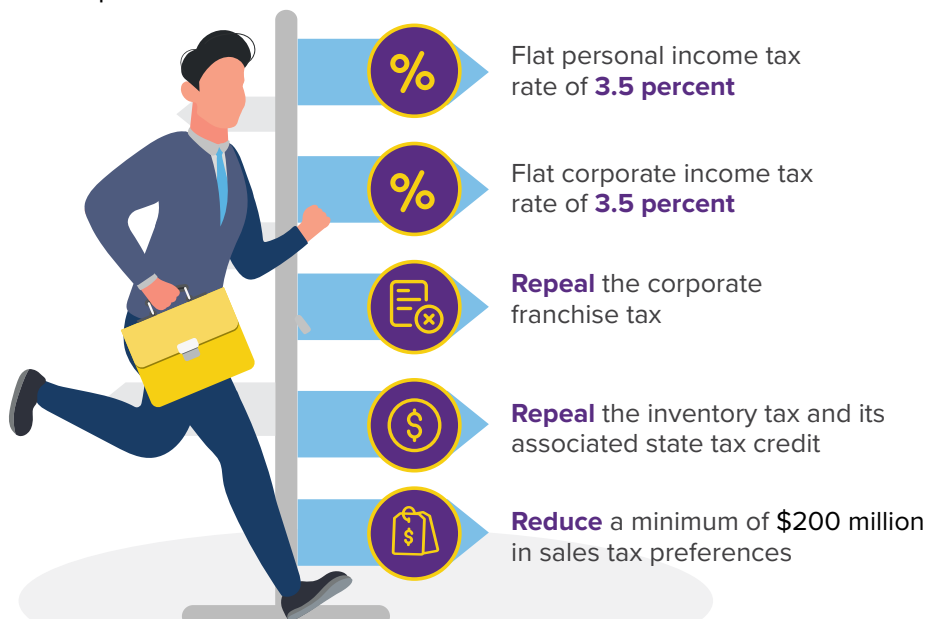 Flat personal income tax
rate of 3.5 percent
Flat corporate income tax
rate of 3.5 percent
Repeal the corporate
franchise tax
Repeal the inventory tax and its
associated state tax credit
Reduce a minimum of $200 million
in sales tax preferences
%
%
$
$